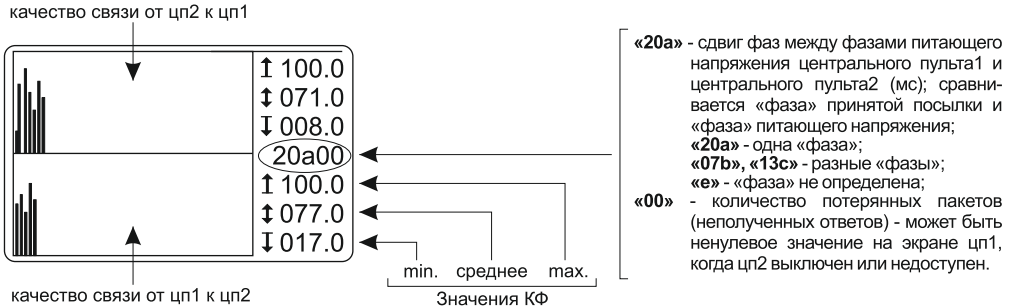 качество связи от цп2 к цп1
100.0
071.0
008.0
20а00
100.0
077.0
017.0
min. среднее max.
Значения КФ
качество связи от цп1 к цп2
«20а» - сдвиг фаз между фазами питающего
напряжения центрального пульта1 и
центрального пульта2 (мс); сравни-
вается «фаза» принятой посылки и
«фаза» питающего напряжения;
«20а» - одна «фаза»;
«07b», «13с» - разные «фазы»;
«е» - «фаза» не определена;
«00» - количество потерянных пакетов
(неполученных ответов) - может быть
ненулевое значение на экране цп1,
когда цп2 выключен или недоступен.